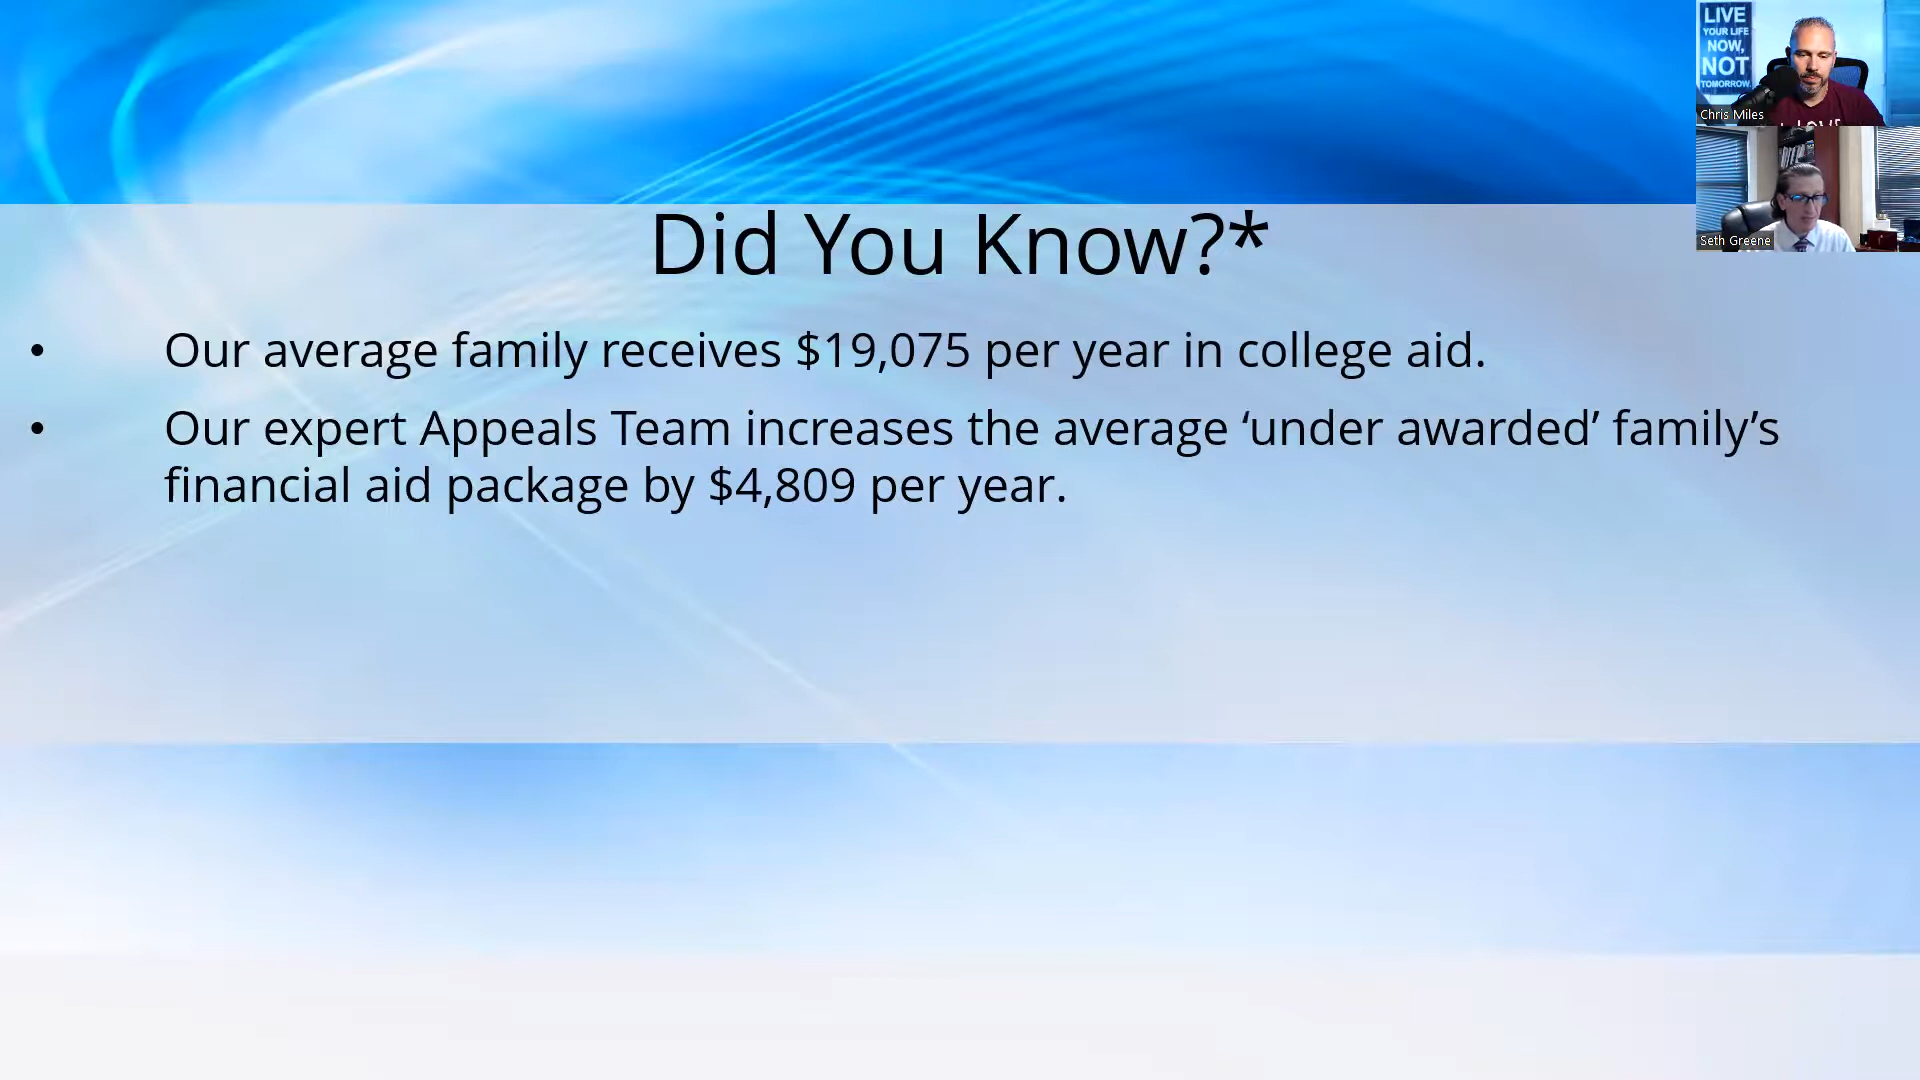 Did You Know?*
• Our average family receives $19,075 per year in college aid.
• Our expert Appeals Team increases the average ‘under awarded’ family’s
financial aid package by $4,809 per year.
LIVE
YOUR LIFE
NOW,
NOT
TOMORROW.
Chris Miles
Seth Greene